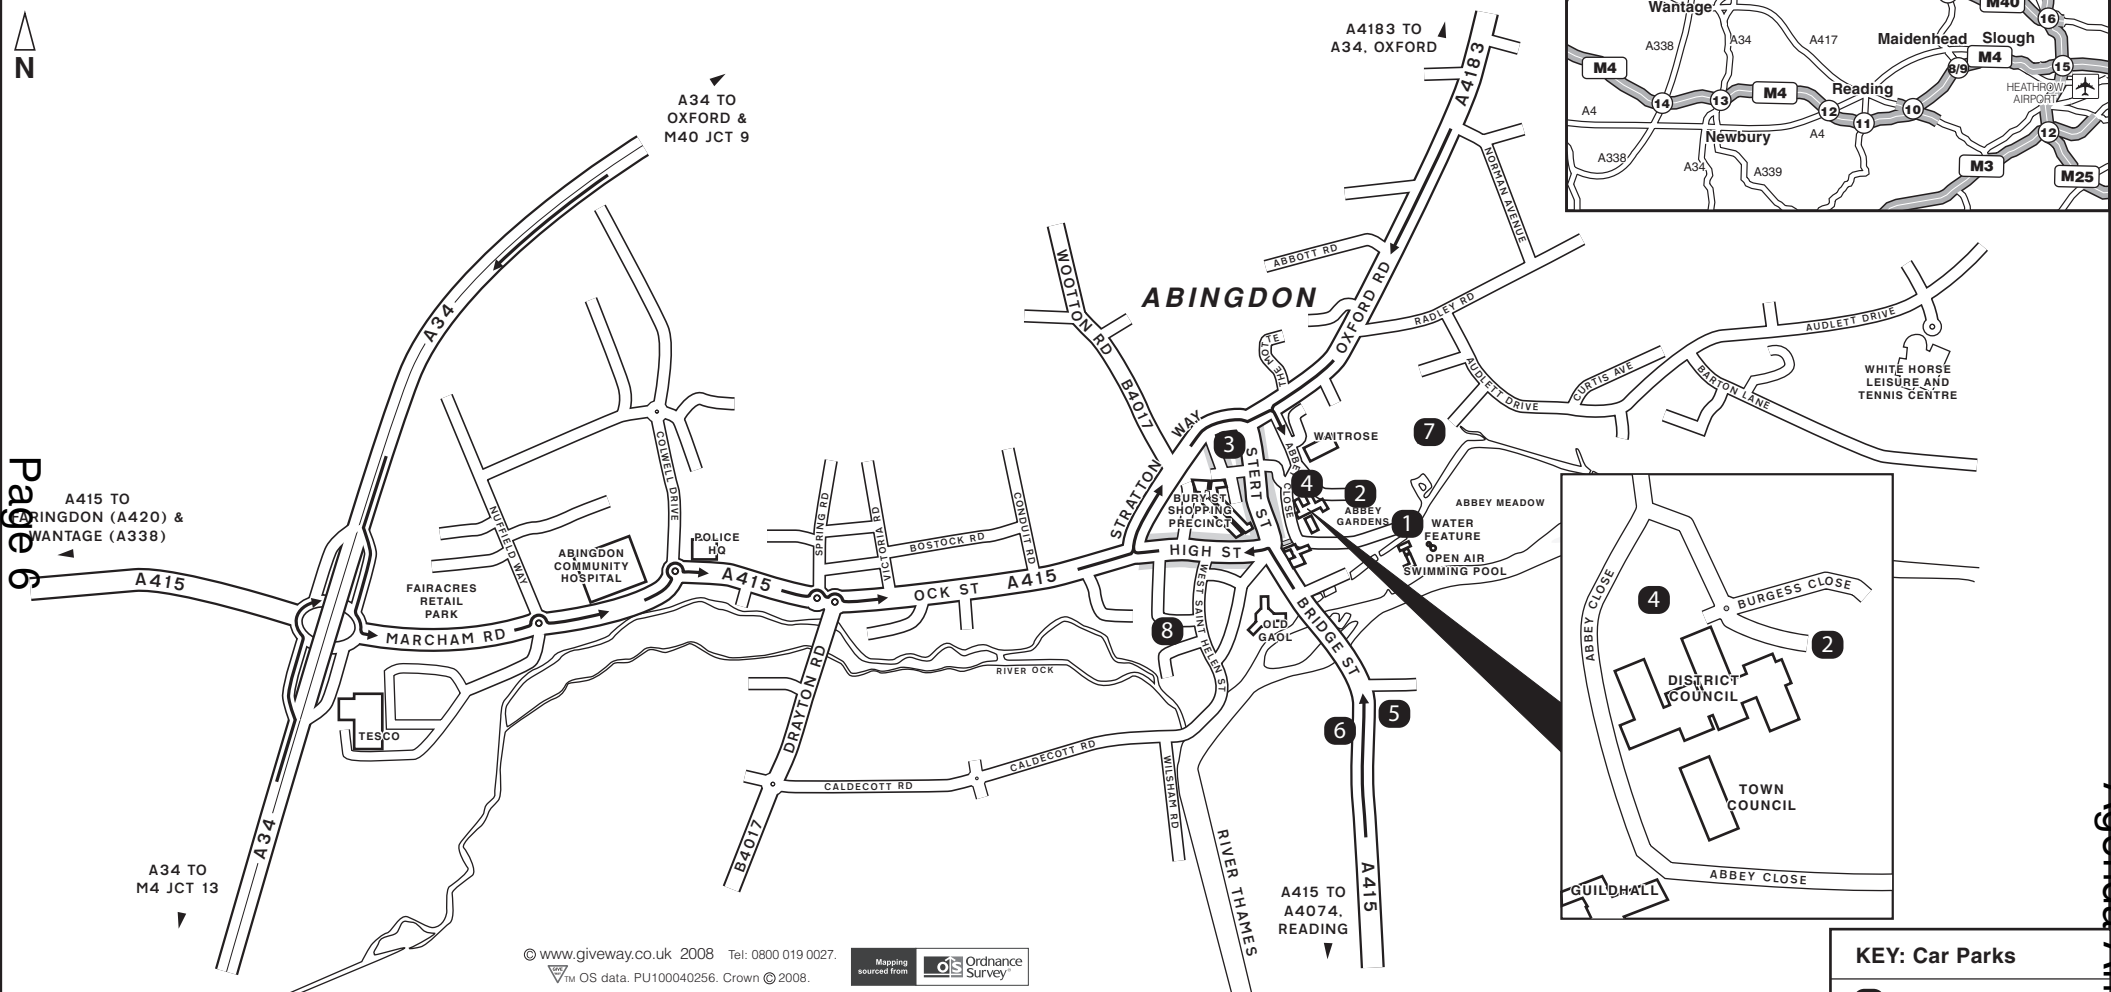 N
A34 TO
OXFORD &
M40 JCT 9
A4183 TO
A34, OXFORD
A4183
Wantage
M40
16
A338
A34
A417
Maidenhead
Slough
M4
8/9
M4
15
HEATHROW
AIRPORT
14
13
M4
Reading
12
11
10
12
A4
Newbury
A4
A338
A34
A339
M3
M25
NORMAN AVENUE
ABBOTT RD
WOOTTON RD
ABINGDON
OXFORD RD
RADLEY RD
AUDLETT DRIVE
A34
THE MOTTE
B4017
AUDLETT DRIVE
CURTIS AVE
BARTON LANE
WHITE HORSE
LEISURE AND
TENNIS CENTRE
STRATTON WAY
WAITROSE
7
3
STERT ST
ABBEY CLOSE
4
2
ABBEY
GARDENS
1
ABBEY MEADOW
WATER
FEATURE
OPEN AIR
SWIMMING POOL
BURY ST
SHOPPING
PRECINCT
HIGH ST
COLWELL DRIVE
NUFFIELD WAY
SPRING RD
VICTORIA RD
BOSTOCK RD
CONDUIT RD
POLICE
HQ
ABINGDON
COMMUNITY
HOSPITAL
FAIRACRES
RETAIL
PARK
Page 6
A415 TO
FARINGDON (A420) &
WANTAGE (A338)
A415
MARCHAM RD
A415
OCK ST
A415
WEST SAINT HELEN ST
8
OLD
GAOL
BRIDGE ST
RIVER OCK
DRAYTON RD
TESCO
6
5
CALDECOTT RD
CALDECOTT RD
WILSHAM RD
B4017
A34
A34 TO
M4 JCT 13
RIVER THAMES
A415
A415 TO
A4074,
READING
ABBEY CLOSE
4
BURGESS CLOSE
2
DISTRICT
COUNCIL
TOWN
COUNCIL
ABBEY CLOSE
GUILDHALL
© www.giveway.co.uk 2008 Tel: 0800 019 0027.
TM OS data. PU100040256. Crown © 2008.
Mapping
sourced from
OS Ordnance
Survey®
KEY: Car Parks